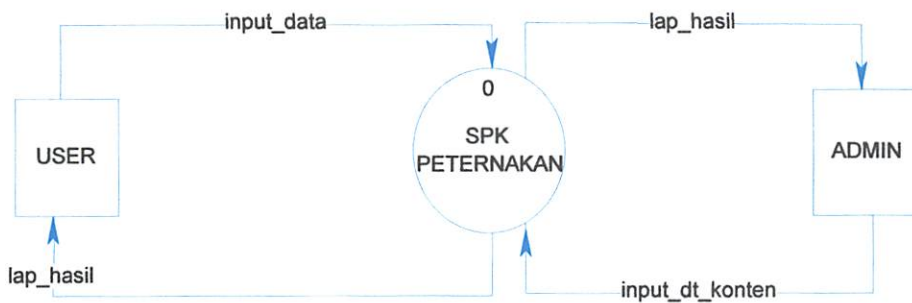 input_data
lap_hasil
0
SPK
PETERNAKAN
USER
ADMIN
lap_hasil
input_dt_konten